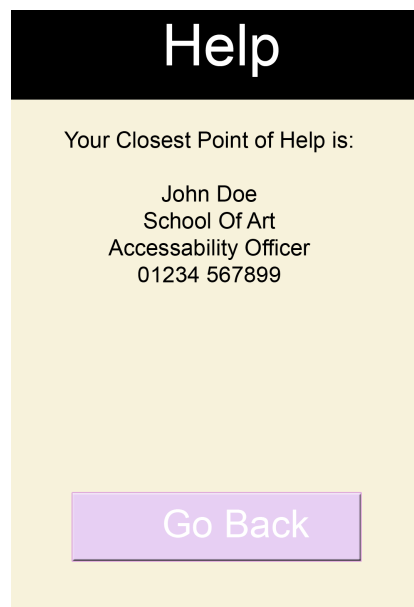 Help
Your Closest Point of Help is:
John Doe
School Of Art
Accessability Officer
01234 567899
Go Back